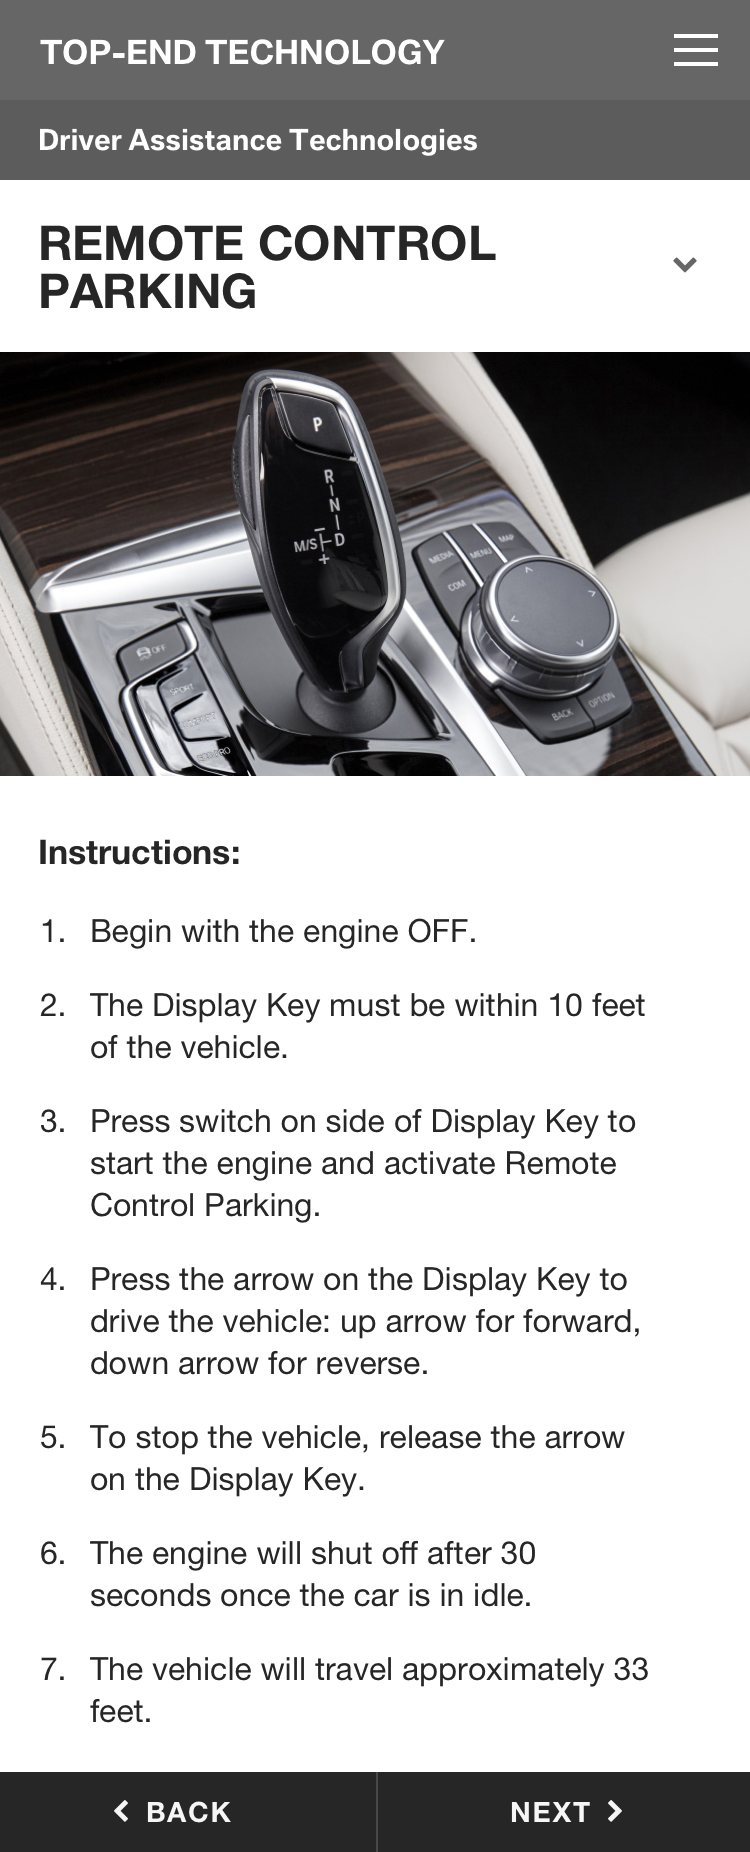 TOP-END TECHNOLOGY
Driver Assistance Technologies
REMOTE CONTROL
PARKING
P
R
N
M/S D
+
MEDIA
MENU
MAP
COM
OFF
SPORT
BACK
OPTION
Instructions:
1. Begin with the engine OFF.
2. The Display Key must be within 10 feet
of the vehicle.
3. Press switch on side of Display Key to
start the engine and activate Remote
Control Parking.
4. Press the arrow on the Display Key to
drive the vehicle: up arrow for forward,
down arrow for reverse.
5. To stop the vehicle, release the arrow
on the Display Key.
6. The engine will shut off after 30
seconds once the car is in idle.
7. The vehicle will travel approximately 33
feet.
BACK
NEXT